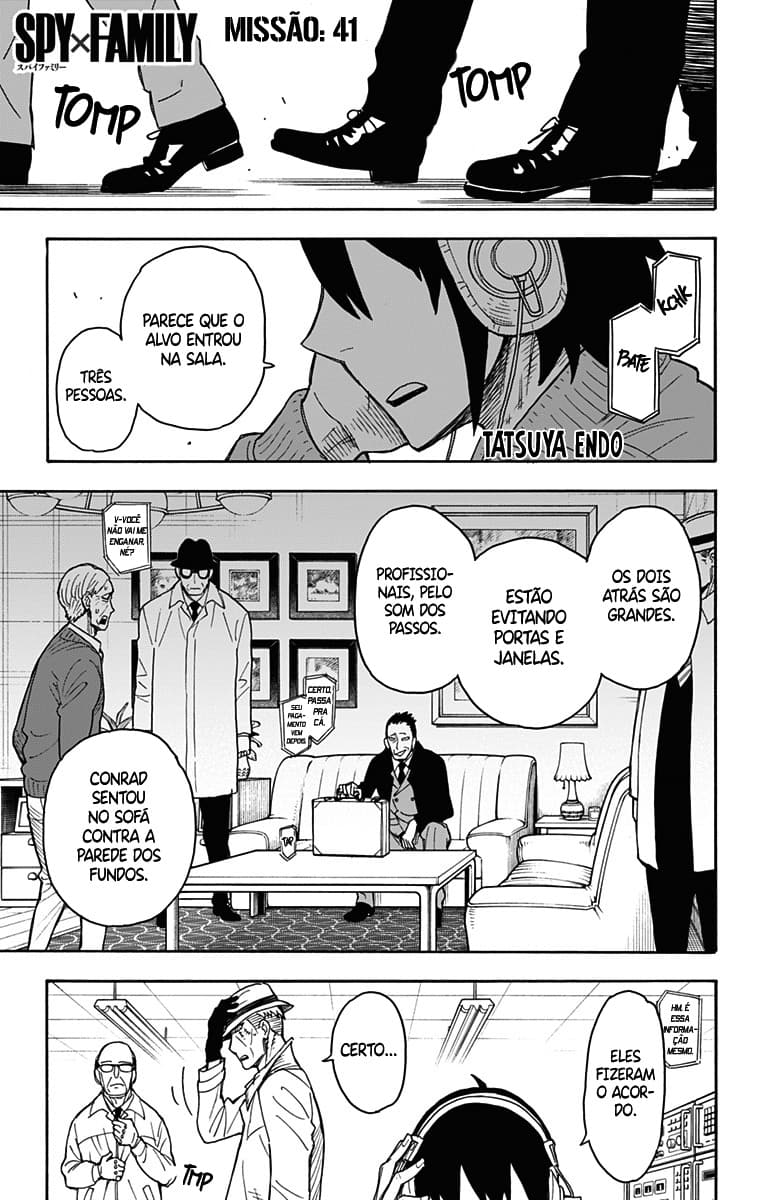 SPY×FAMILY
スパイファミリー
MISSÃO: 41
TOMP
TOMP
KCHK
BATE
PARECE QUE O
ALVO ENTROU
NA SALA.
TRÊS
PESSOAS.
TATSUYA ENDO
OS DOIS
ATRÁS SÃO
GRANDES.
ESTÃO
EVITANDO
PORTAS E
JANELAS.
PROFISSIO-
NAIS, PELO
SOM DOS
PASSOS.
V-VOCÊ
NÃO VAI ME
ENGANAR,
NÉ?
CERTO,
PASSA
PRA
CÁ.
SEU
PAGA-
MENTO
VEM
DEPOIS.
TAP
CONRAD
SENTOU
NO SOFÁ
CONTRA A
PAREDE DOS
FUNDOS.
HM. É
ESSA
INFORMA-
ÇÃO
MESMO.
ELES
FIZERAM
O ACOR-
DO.
CERTO...
TMP